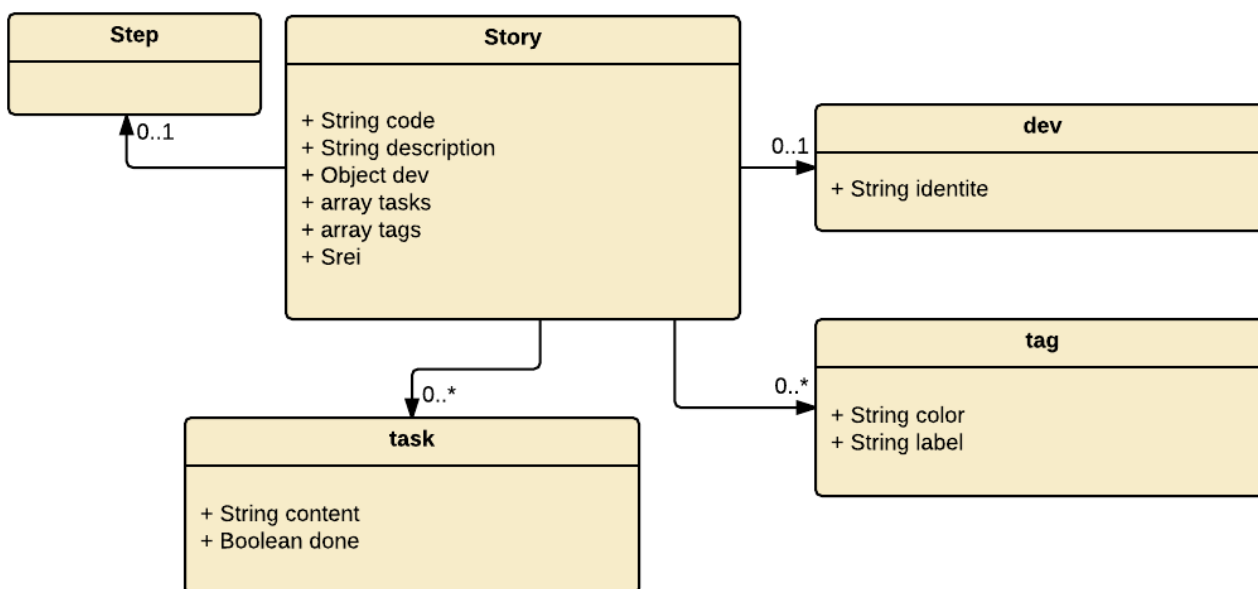 Step
Story
+ String code
+ String description
+ Object dev
+ array tasks
+ array tags
+ Srei
0..1
0..1
dev
+ String identite
0..*
tag
+ String color
+ String label
0..*
task
+ String content
+ Boolean done